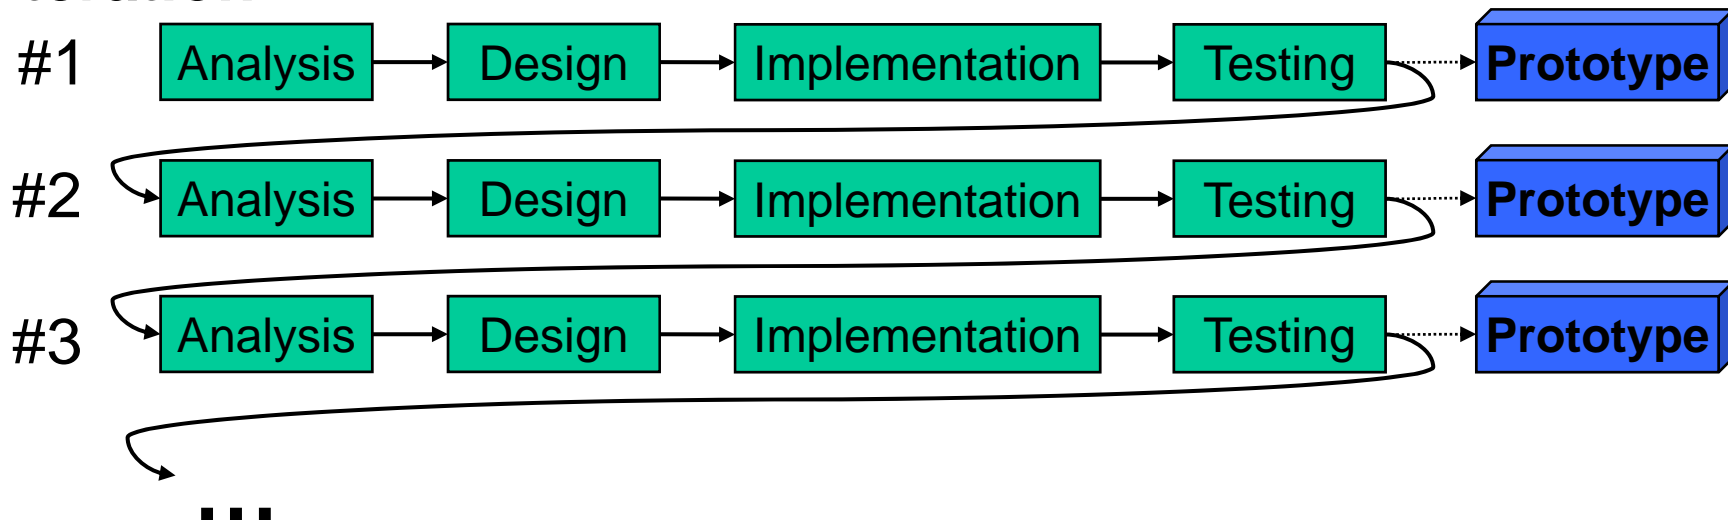 #1 Analysis Design Implementation Testing Prototype
#2 Analysis Design Implementation Testing Prototype
#3 Analysis Design Implementation Testing Prototype
...